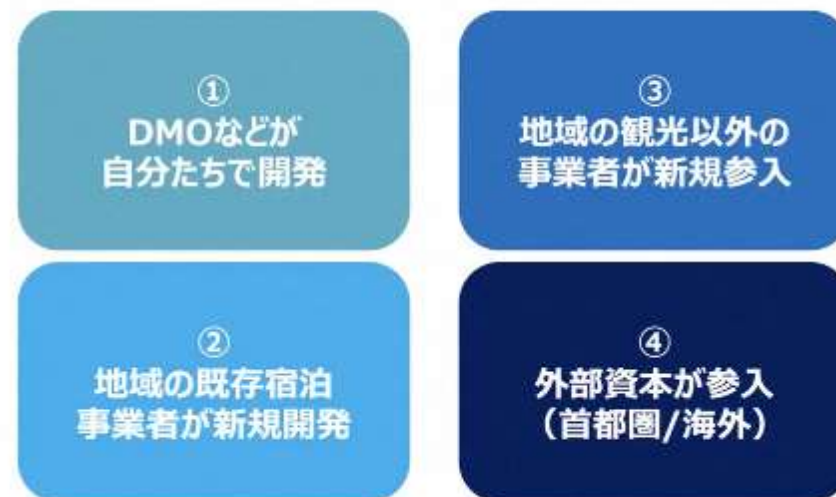 ①
DMOなどが
自分たちで開発
②
地域の既存宿泊
事業者が新規開発
③
地域の観光以外の
事業者が新規参入
④
外部資本が参入
（首都圏/海外）